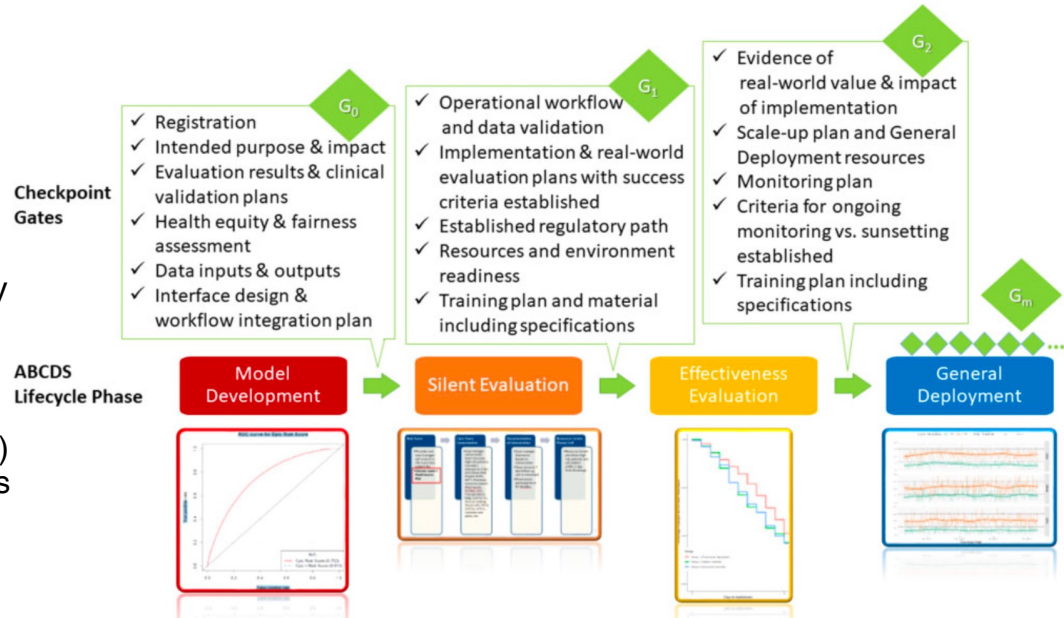 G0
✓ Registration
✓ Intended purpose & impact
✓ Evaluation results & clinical
validation plans
✓ Health equity & fairness
assessment
✓ Data inputs & outputs
✓ Interface design &
workflow integration plan
G1
✓ Operational workflow
and data validation
✓ Implementation & real-world
evaluation plans with success
criteria established
✓ Established regulatory path
✓ Resources and environment
readiness
✓ Training plan and material
including specifications
G2
✓ Evidence of
real-world value & impact
of implementation
✓ Scale-up plan and General
Deployment resources
✓ Monitoring plan
✓ Criteria for ongoing
monitoring vs. sunsetting
established
✓ Training plan including
specifications
Gm
Checkpoint
Gates
y
)
s
ABCDS
Lifecycle Phase
Model
Development
Silent Evaluation
Effectiveness
Evaluation
General
Deployment